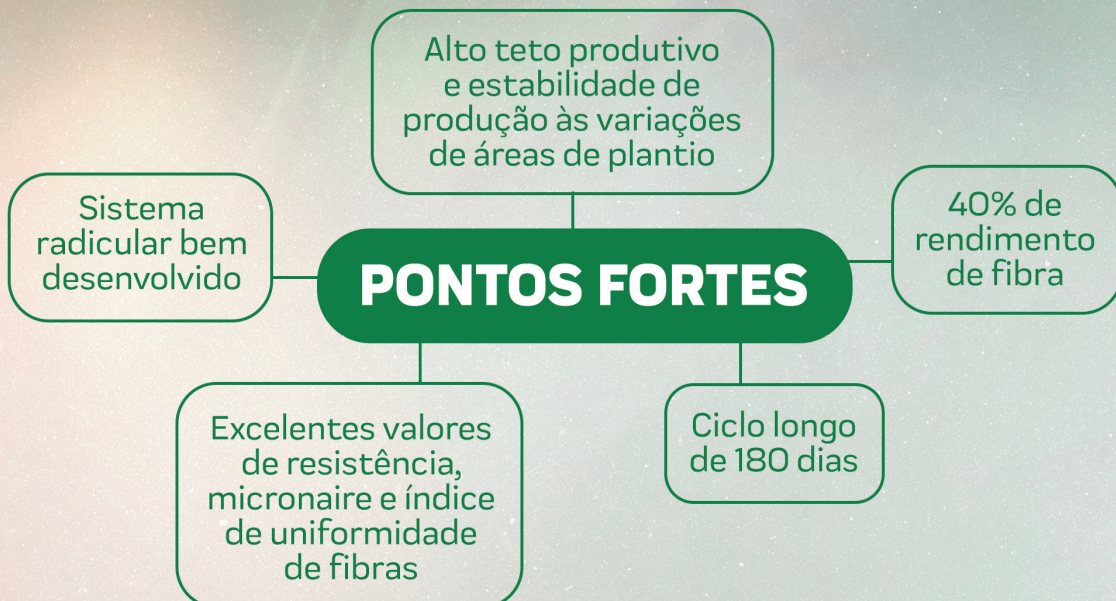 Alto teto produtivo
e estabilidade de
produção às variações
de áreas de plantio
Sistema
radicular bem
desenvolvido
PONTOS FORTES
40% de
rendimento
de fibra
Excelentes valores
de resistência,
micronaire e índice
de uniformidade
de fibras
Ciclo longo
de 180 dias